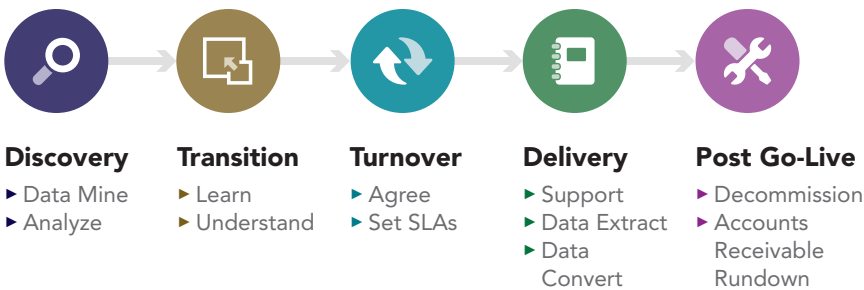 Discovery
Data Mine
Analyze
Transition
Learn
Understand
Turnover
Agree
Set SLAs
Delivery
Support
Data Extract
Data
Convert
Post Go-Live
Decommission
Accounts
Receivable
Rundown